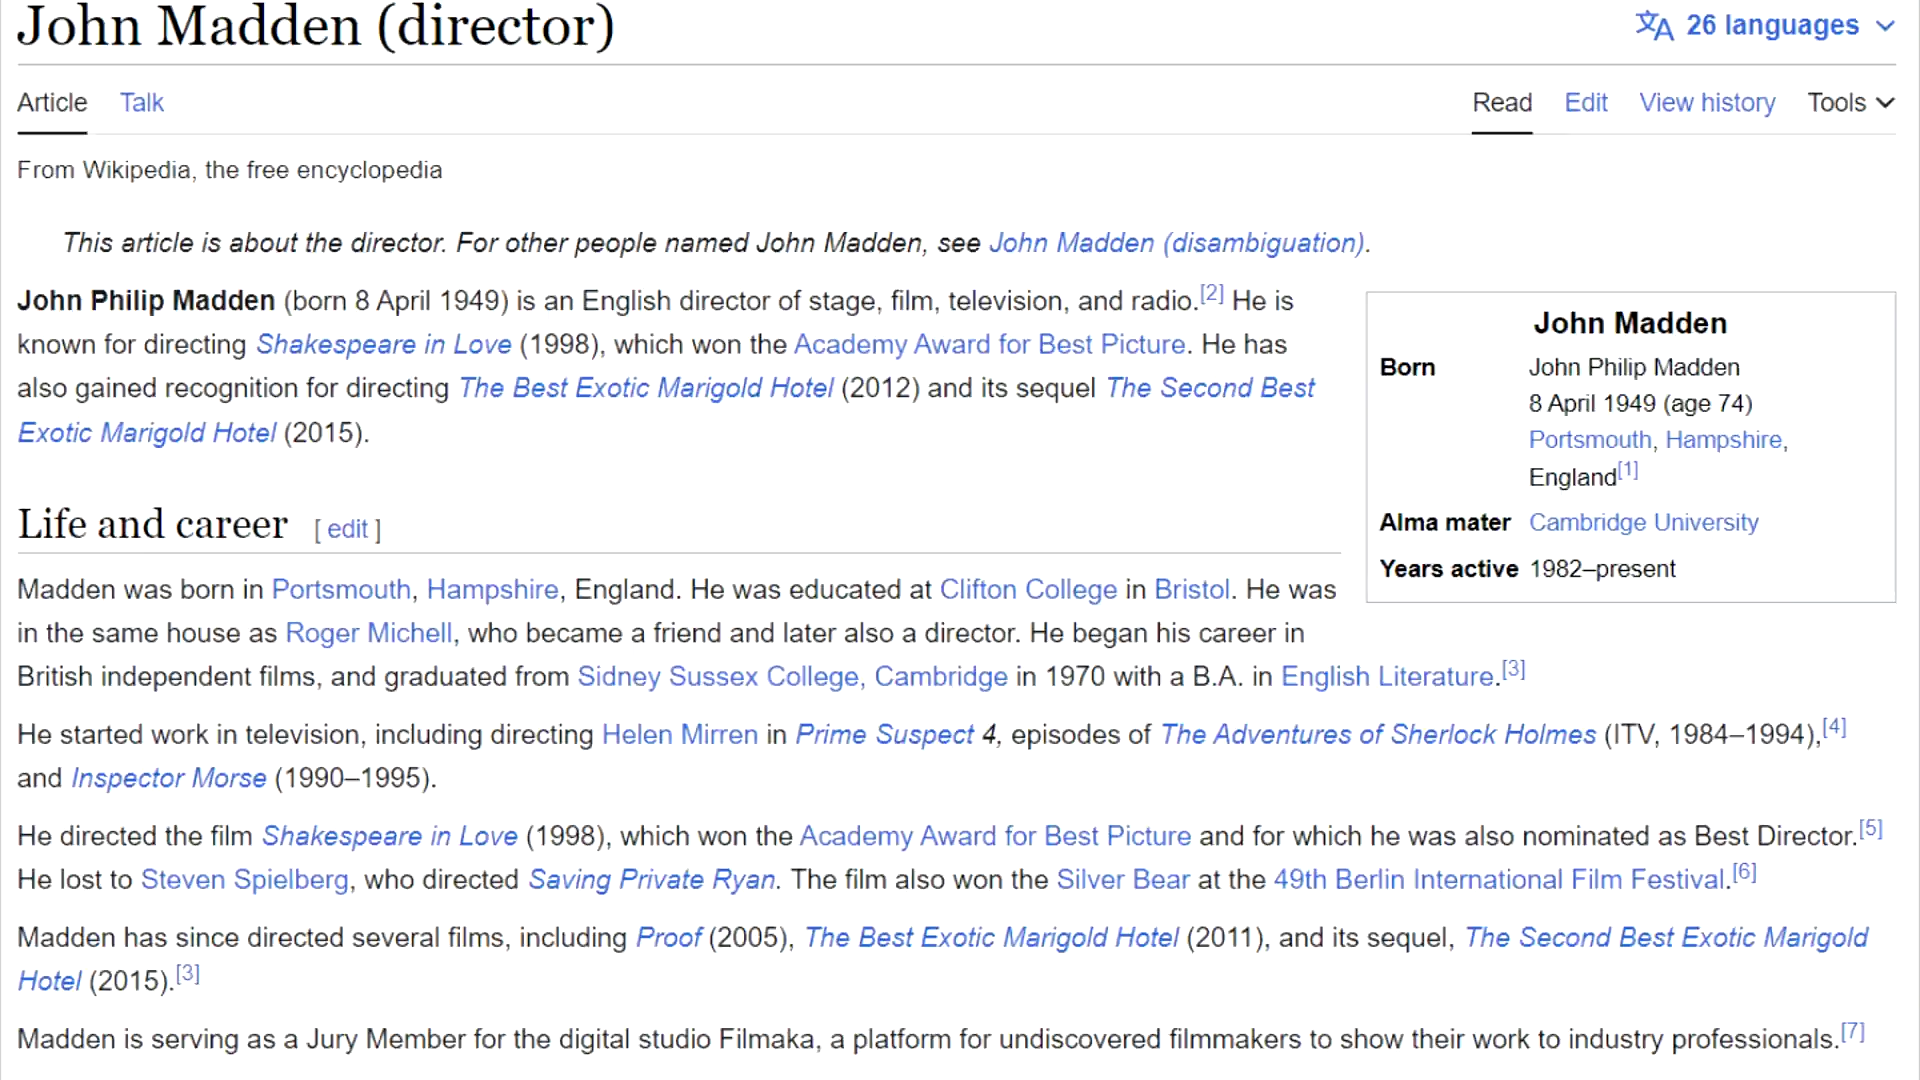 John Madden (director)
文A 26 languages
Article Talk
Read Edit View history Tools
From Wikipedia, the free encyclopedia
This article is about the director. For other people named John Madden, see John Madden (disambiguation).
John Philip Madden (born 8 April 1949) is an English director of stage, film, television, and radio.[2] He is
known for directing Shakespeare in Love (1998), which won the Academy Award for Best Picture. He has
also gained recognition for directing The Best Exotic Marigold Hotel (2012) and its sequel The Second Best
Exotic Marigold Hotel (2015).
John Madden
Born John Philip Madden
8 April 1949 (age 74)
Portsmouth, Hampshire,
England[1]
Alma mater Cambridge University
Years active 1982–present
Life and career [ edit ]
Madden was born in Portsmouth, Hampshire, England. He was educated at Clifton College in Bristol. He was
in the same house as Roger Michell, who became a friend and later also a director. He began his career in
British independent films, and graduated from Sidney Sussex College, Cambridge in 1970 with a B.A. in English Literature.[3]
He started work in television, including directing Helen Mirren in Prime Suspect 4, episodes of The Adventures of Sherlock Holmes (ITV, 1984–1994),[4]
and Inspector Morse (1990–1995).
He directed the film Shakespeare in Love (1998), which won the Academy Award for Best Picture and for which he was also nominated as Best Director.[5]
He lost to Steven Spielberg, who directed Saving Private Ryan. The film also won the Silver Bear at the 49th Berlin International Film Festival.[6]
Madden has since directed several films, including Proof (2005), The Best Exotic Marigold Hotel (2011), and its sequel, The Second Best Exotic Marigold
Hotel (2015).[3]
Madden is serving as a Jury Member for the digital studio Filmaka, a platform for undiscovered filmmakers to show their work to industry professionals.[7]